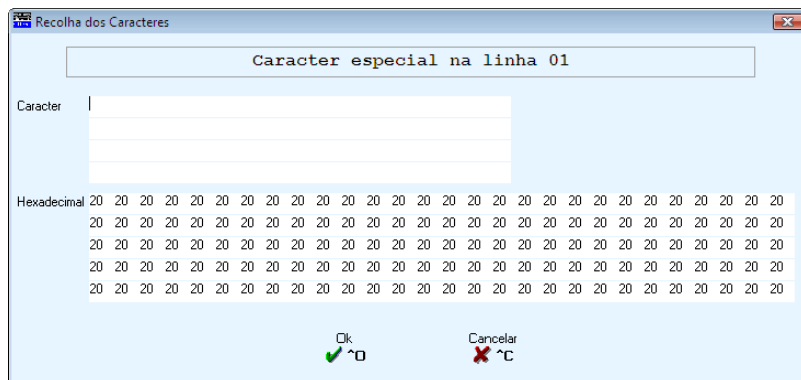 Recolha dos Caracteres
Caracter especial na linha 01
Caracter
Hexadecimal 20 20 20 20 20 20 20 20 20 20 20 20 20 20 20 20 20 20 20 20 20 20 20 20 20 20 20 20
20 20 20 20 20 20 20 20 20 20 20 20 20 20 20 20 20 20 20 20 20 20 20 20 20 20 20 20
20 20 20 20 20 20 20 20 20 20 20 20 20 20 20 20 20 20 20 20 20 20 20 20 20 20 20 20
20 20 20 20 20 20 20 20 20 20 20 20 20 20 20 20 20 20 20 20 20 20 20 20 20 20 20 20
20 20 20 20 20 20 20 20 20 20 20 20 20 20 20 20 20 20 20 20 20 20 20 20 20 20 20 20
Ok Cancelar
^O ^C